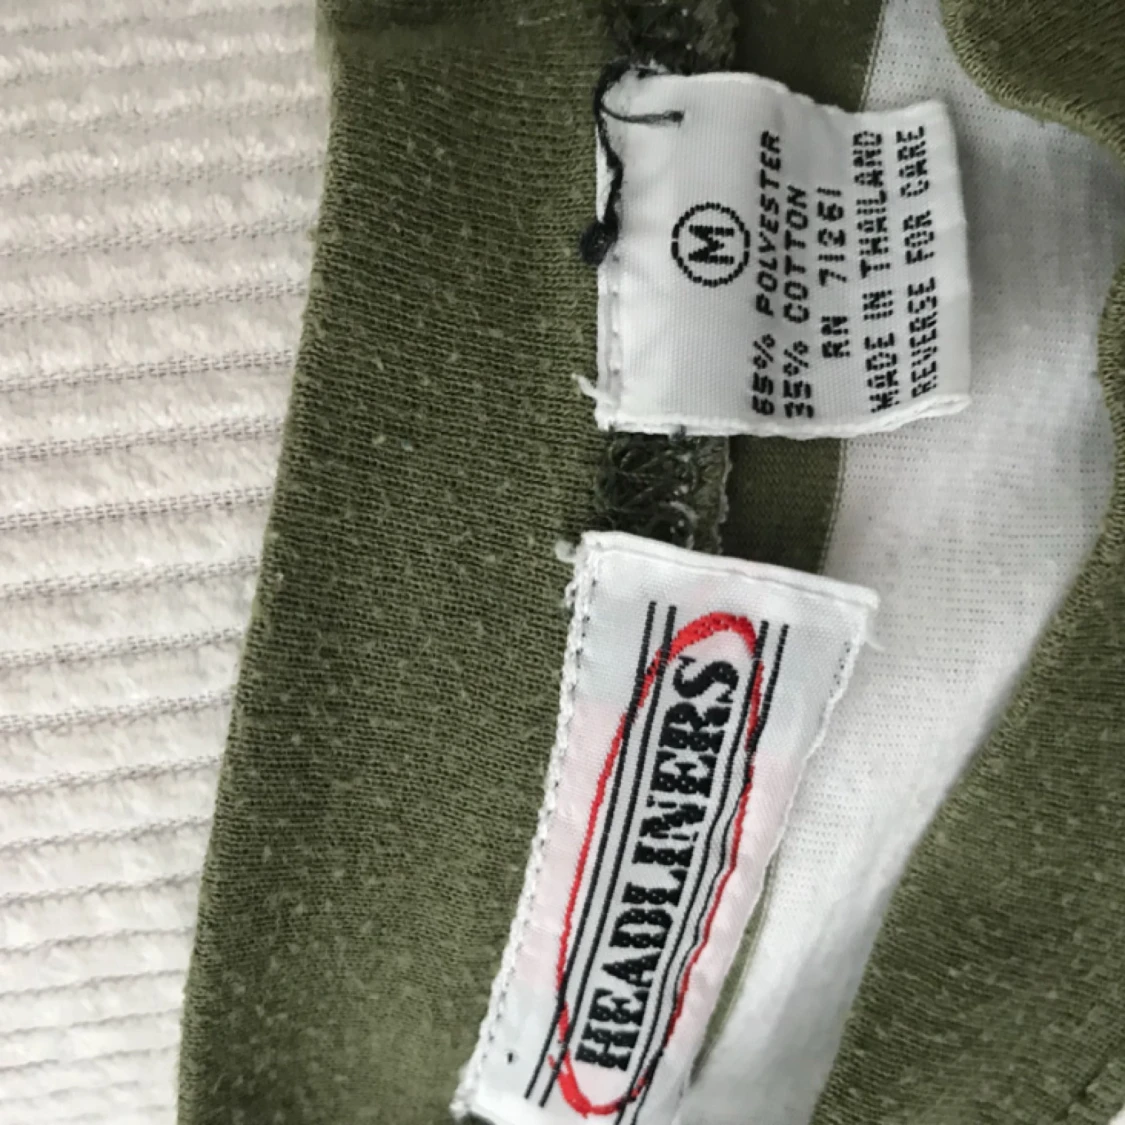 M
65% POLYESTER
35% COTTON
RN 71261
MADE IN THAILAND
REVERSE FOR CARE
HEADLINERS